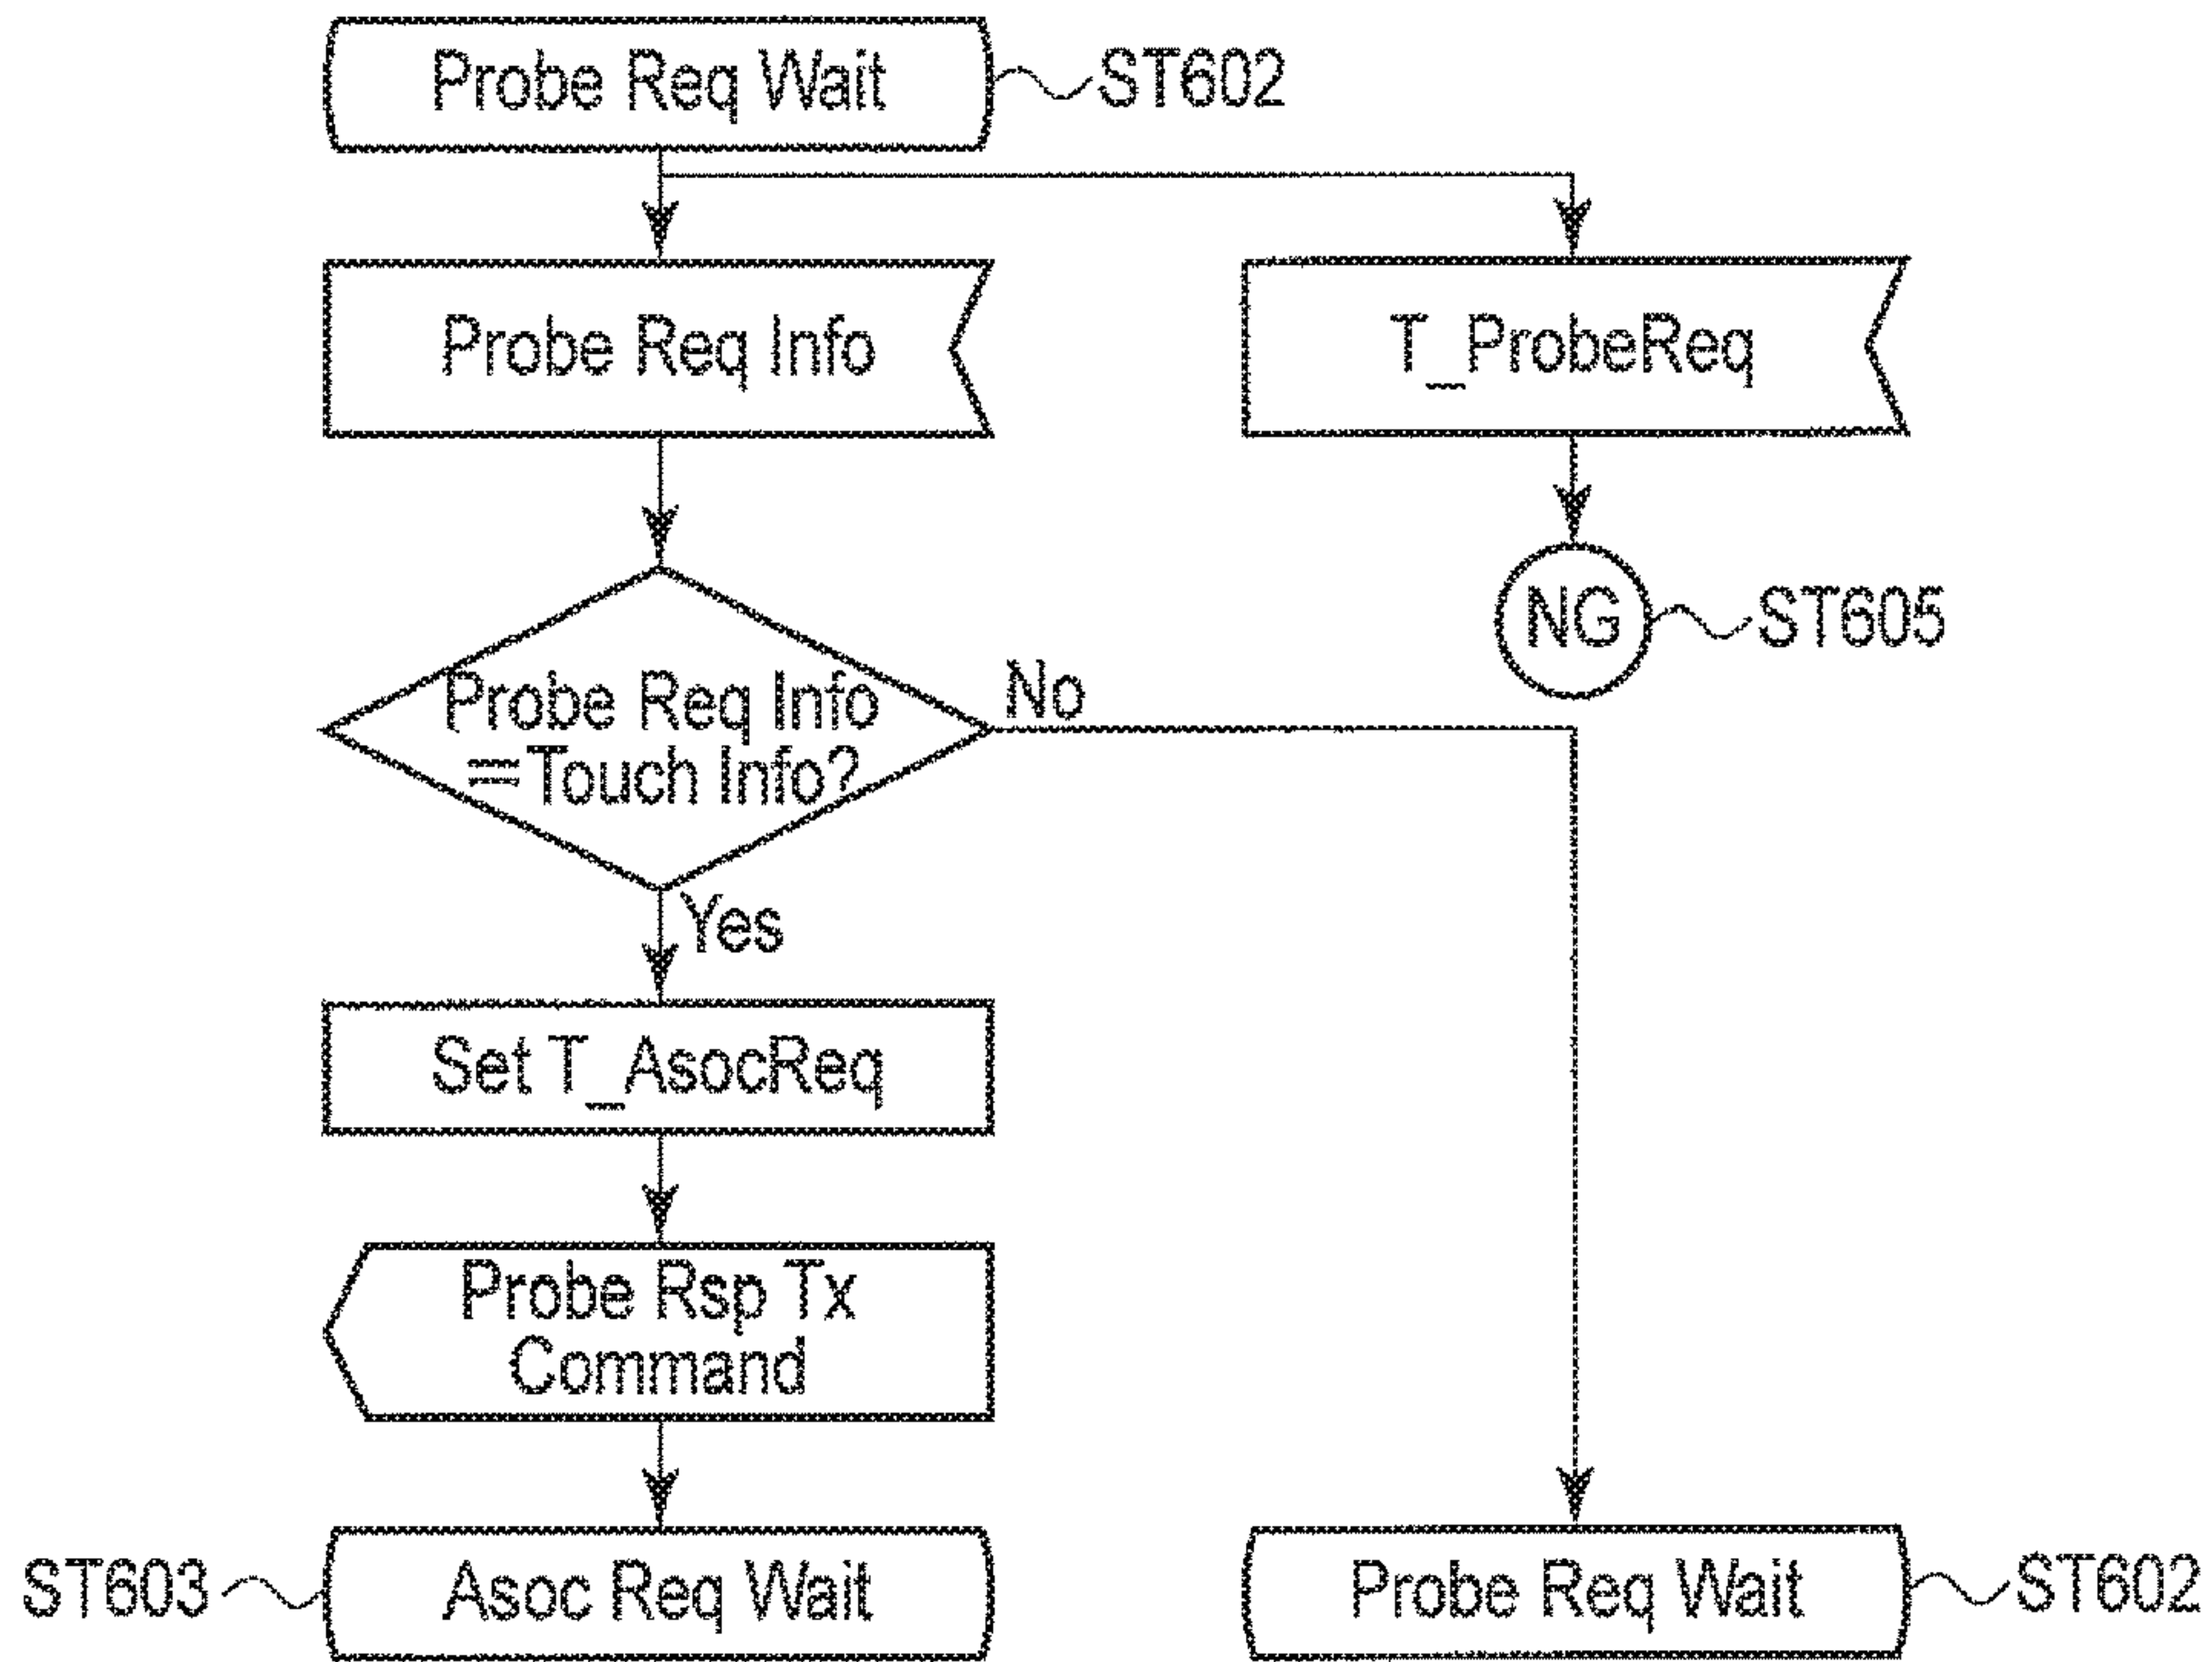 Probe Req Wait
ST602
Probe Req Info
T_ProbeReq
NG
ST605
Probe Req Info
=Touch Info?
No
Yes
Set T_AsocReq
Probe Rsp Tx
Command
ST603
Asoc Req Wait
Probe Req Wait
ST602